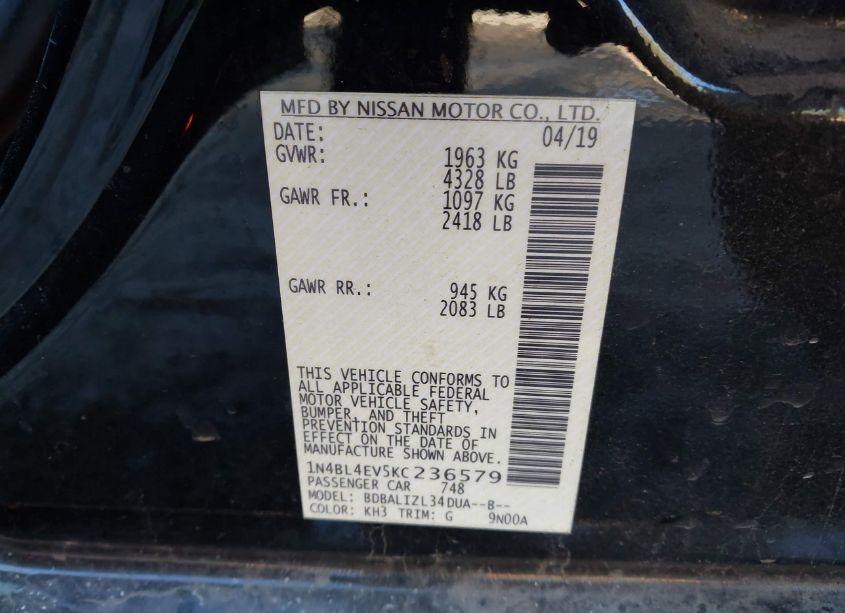 MFD BY NISSAN MOTOR CO., LTD.
DATE: 04/19
GVWR: 1963 KG
4328 LB
GAWR FR.: 1097 KG
2418 LB
GAWR RR.: 945 KG
2083 LB
THIS VEHICLE CONFORMS TO
ALL APPLICABLE FEDERAL
MOTOR VEHICLE SAFETY,
BUMPER, AND THEFT
PREVENTION STANDARDS IN
EFFECT ON THE DATE OF
MANUFACTURE SHOWN ABOVE.
1N4BL4EV5KC236579
PASSENGER CAR 748
MODEL: BDBALIZL34DUA--B--
COLOR: KH3 TRIM: G 9N00A